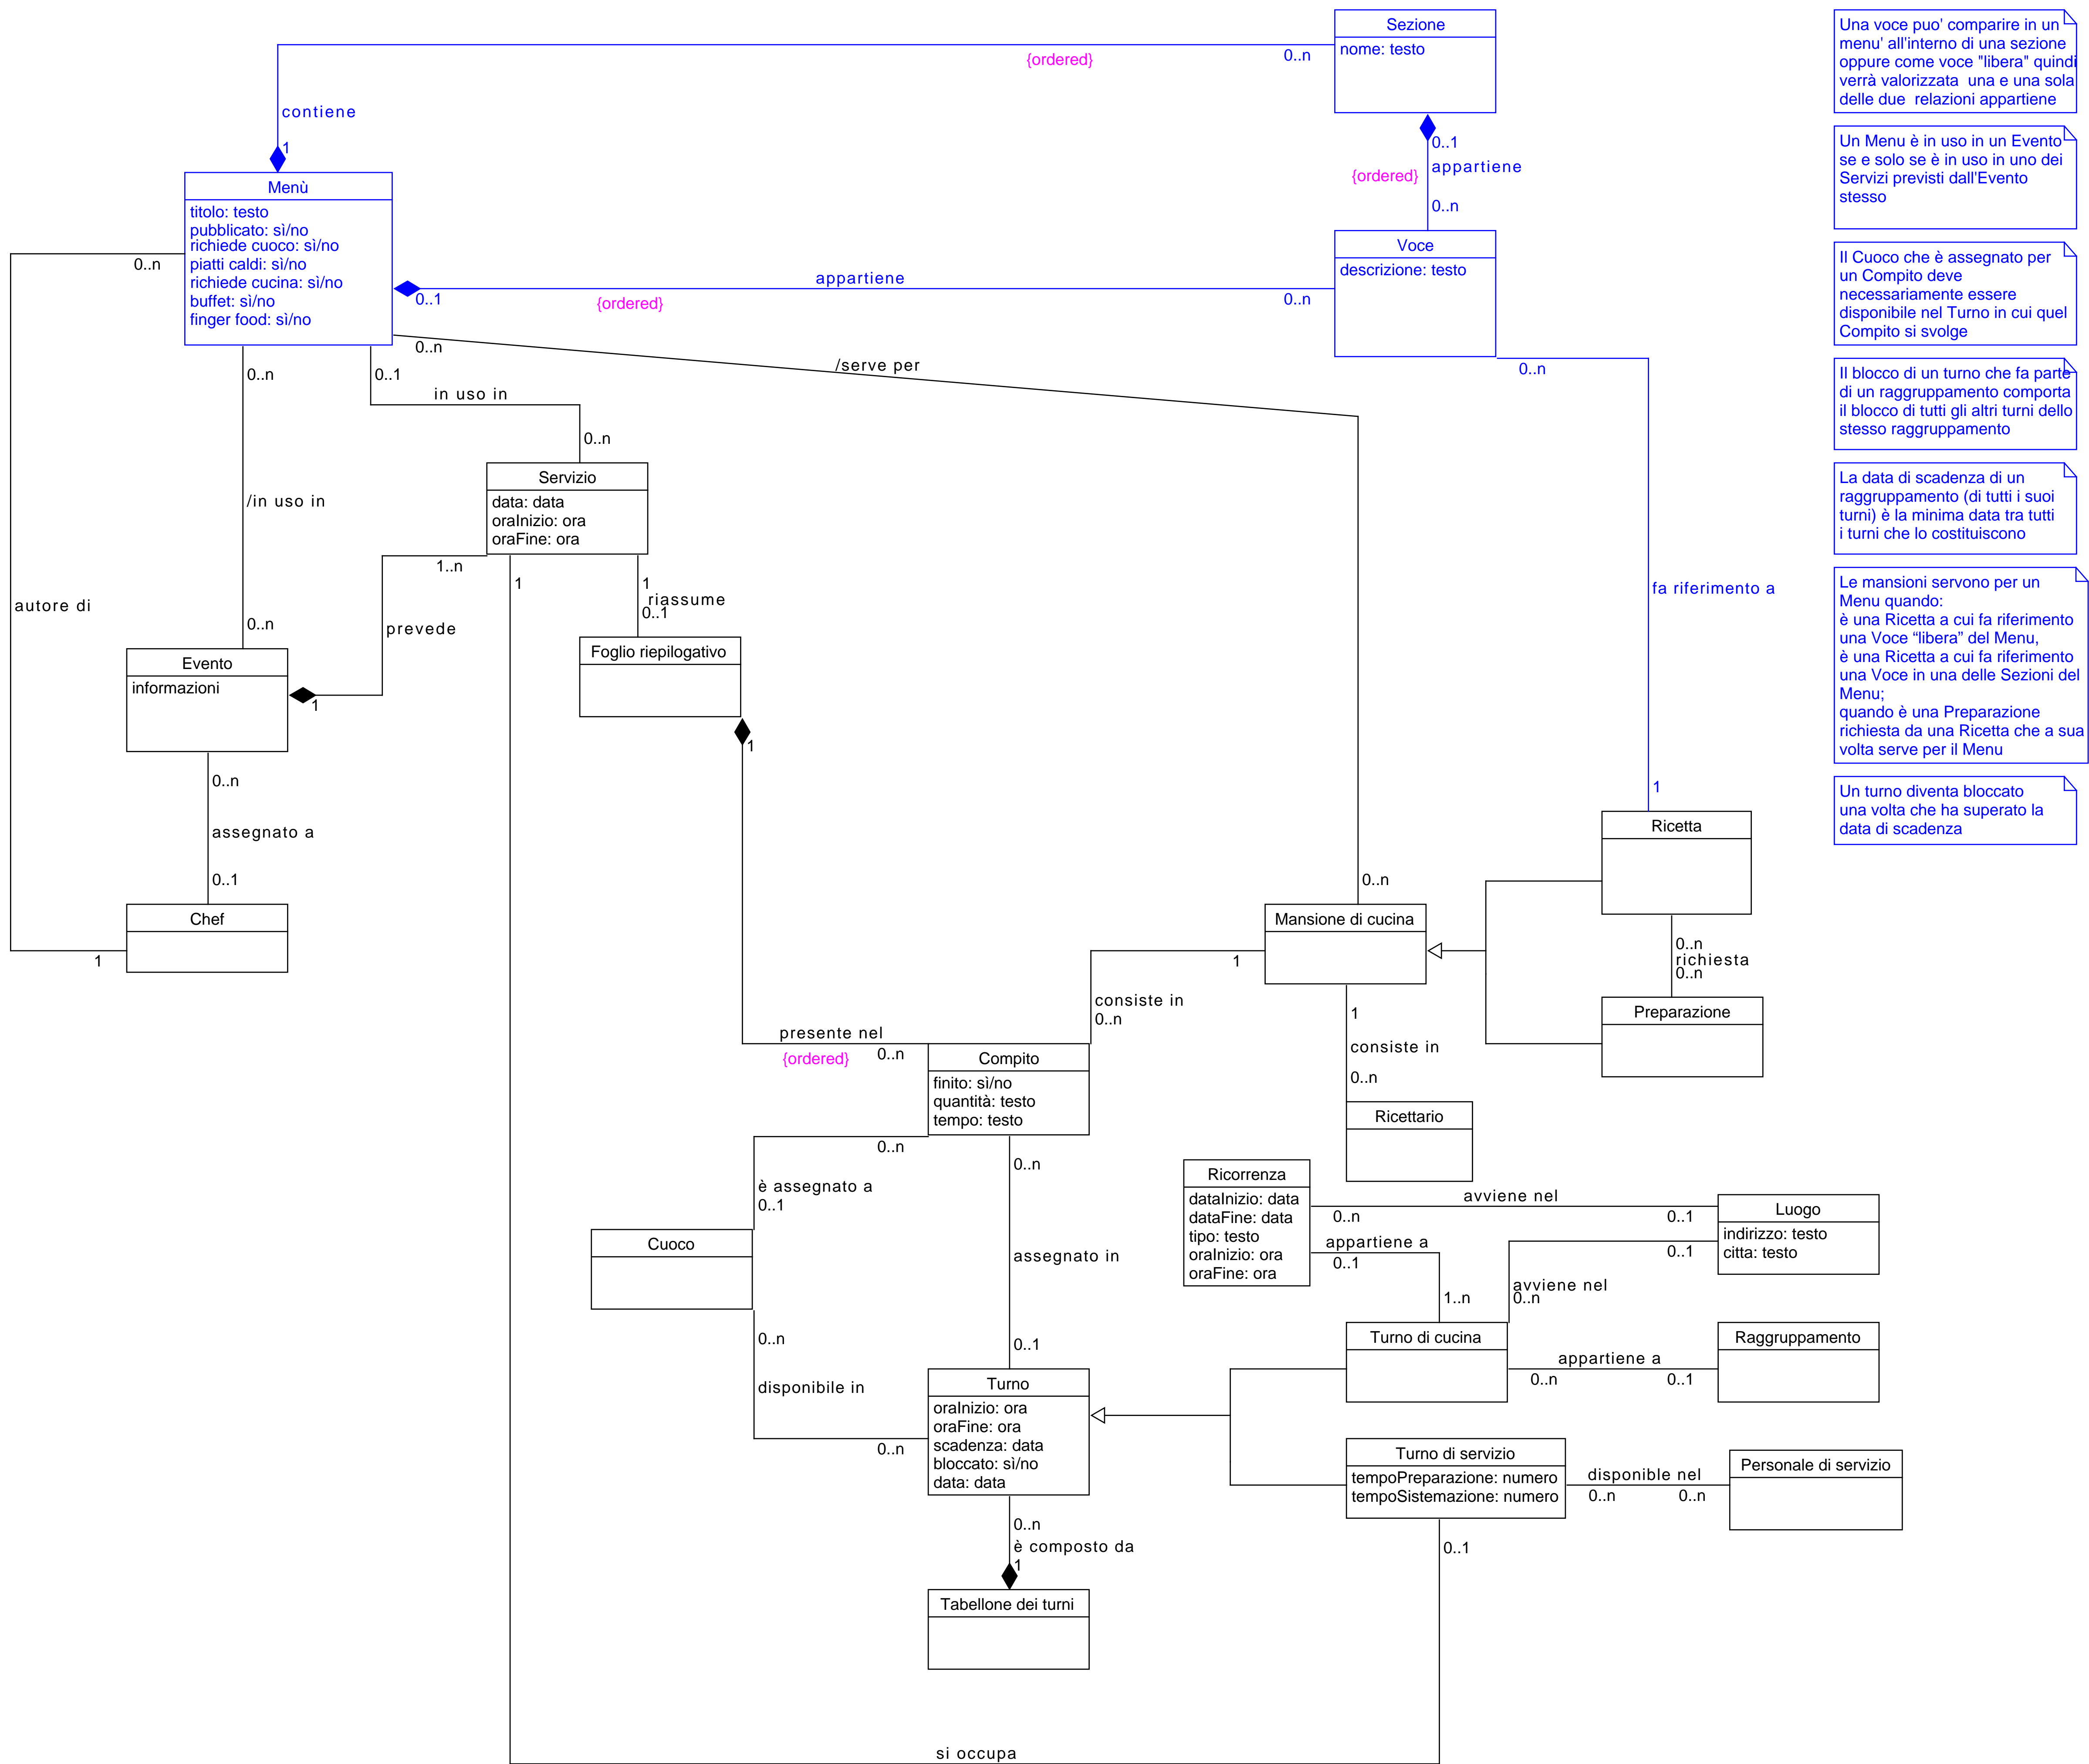 Sezione
nome: testo
0..n
{ordered}
contiene
1
0..1
appartiene
{ordered}
0..n
Menù
titolo: testo
pubblicato: sì/no
richiede cuoco: sì/no
piatti caldi: sì/no
richiede cucina: sì/no
buffet: sì/no
finger food: sì/no
0..n
Voce
descrizione: testo
appartiene
0..1
{ordered}
0..n
0..n
/serve per
0..n
0..n
0..1
in uso in
0..n
Servizio
data: data
oraInizio: ora
oraFine: ora
/in uso in
1..n
1
1
riassume
0..1
fa riferimento a
autore di
0..n
prevede
Foglio riepilogativo
Evento
informazioni
1
1
1
Ricetta
0..n
assegnato a
0..1
0..n
Chef
Mansione di cucina
1
1
0..n
richiesta
0..n
consiste in
0..n
1
consiste in
0..n
Preparazione
presente nel
{ordered}
0..n
Compito
finito: sì/no
quantità: testo
tempo: testo
Ricettario
0..n
0..n
è assegnato a
0..1
Ricorrenza
dataInizio: data
dataFine: data
tipo: testo
oraInizio: ora
oraFine: ora
avviene nel
0..n
0..1
Luogo
indirizzo: testo
citta: testo
Cuoco
assegnato in
appartiene a
0..1
0..1
avviene nel
0..n
1..n
0..n
0..1
Turno di cucina
Raggruppamento
appartiene a
0..n
0..1
disponibile in
Turno
oraInizio: ora
oraFine: ora
scadenza: data
bloccato: sì/no
data: data
0..n
Turno di servizio
tempoPreparazione: numero
tempoSistemazione: numero
disponible nel
0..n
0..n
Personale di servizio
0..n
è composto da
1
0..1
Tabellone dei turni
si occupa
Una voce puo' comparire in un
menu' all'interno di una sezione
oppure come voce "libera" quindi
verrà valorizzata una e una sola
delle due relazioni appartiene
Un Menu è in uso in un Evento
se e solo se è in uso in uno dei
Servizi previsti dall'Evento
stesso
Il Cuoco che è assegnato per
un Compito deve
necessariamente essere
disponibile nel Turno in cui quel
Compito si svolge
Il blocco di un turno che fa parte
di un raggruppamento comporta
il blocco di tutti gli altri turni dello
stesso raggruppamento
La data di scadenza di un
raggruppamento (di tutti i suoi
turni) è la minima data tra tutti
i turni che lo costituiscono
Le mansioni servono per un
Menu quando:
è una Ricetta a cui fa riferimento
una Voce “libera” del Menu,
è una Ricetta a cui fa riferimento
una Voce in una delle Sezioni del
Menu;
quando è una Preparazione
richiesta da una Ricetta che a sua
volta serve per il Menu
Un turno diventa bloccato
una volta che ha superato la
data di scadenza